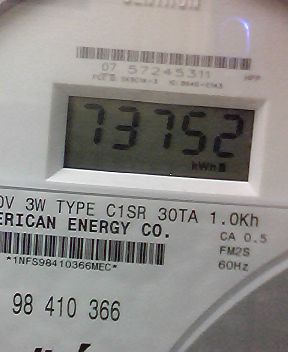 07 57245311
73752
kWh
0V 3W TYPE C1SR 30TA 1.0Kh
ERICAN ENERGY CO.
CA 0.5
FM2S
60Hz
*1NFS98410366MEC*
98 410 366